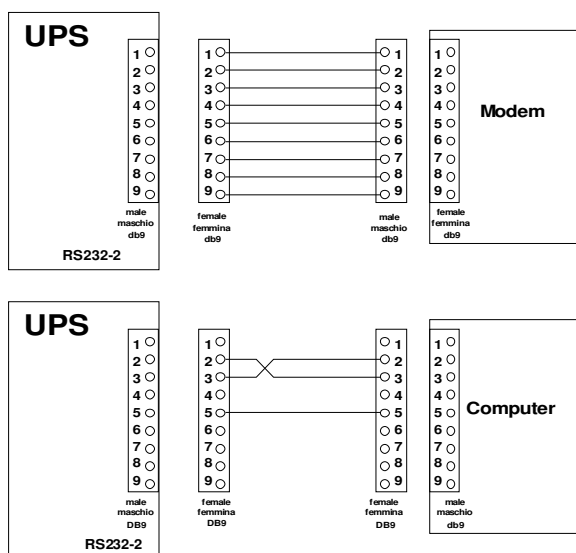 UPS
1 1 1 1
2 2 2 2
3 3 3 3
4 4 4 4
5 5 5 5
6 6 6 6
7 7 7 7
8 8 8 8
9 9 9 9
Modem
male female male female
maschio femmina maschio femmina
db9 db9 db9 db9
RS232-2
UPS
1 1 1 1
2 2 2 2
3 3 3 3
4 4 4 4
5 5 5 5
6 6 6 6
7 7 7 7
8 8 8 8
9 9 9 9
Computer
male female female male
maschio femmina femmina maschio
DB9 DB9 DB9 db9
RS232-2